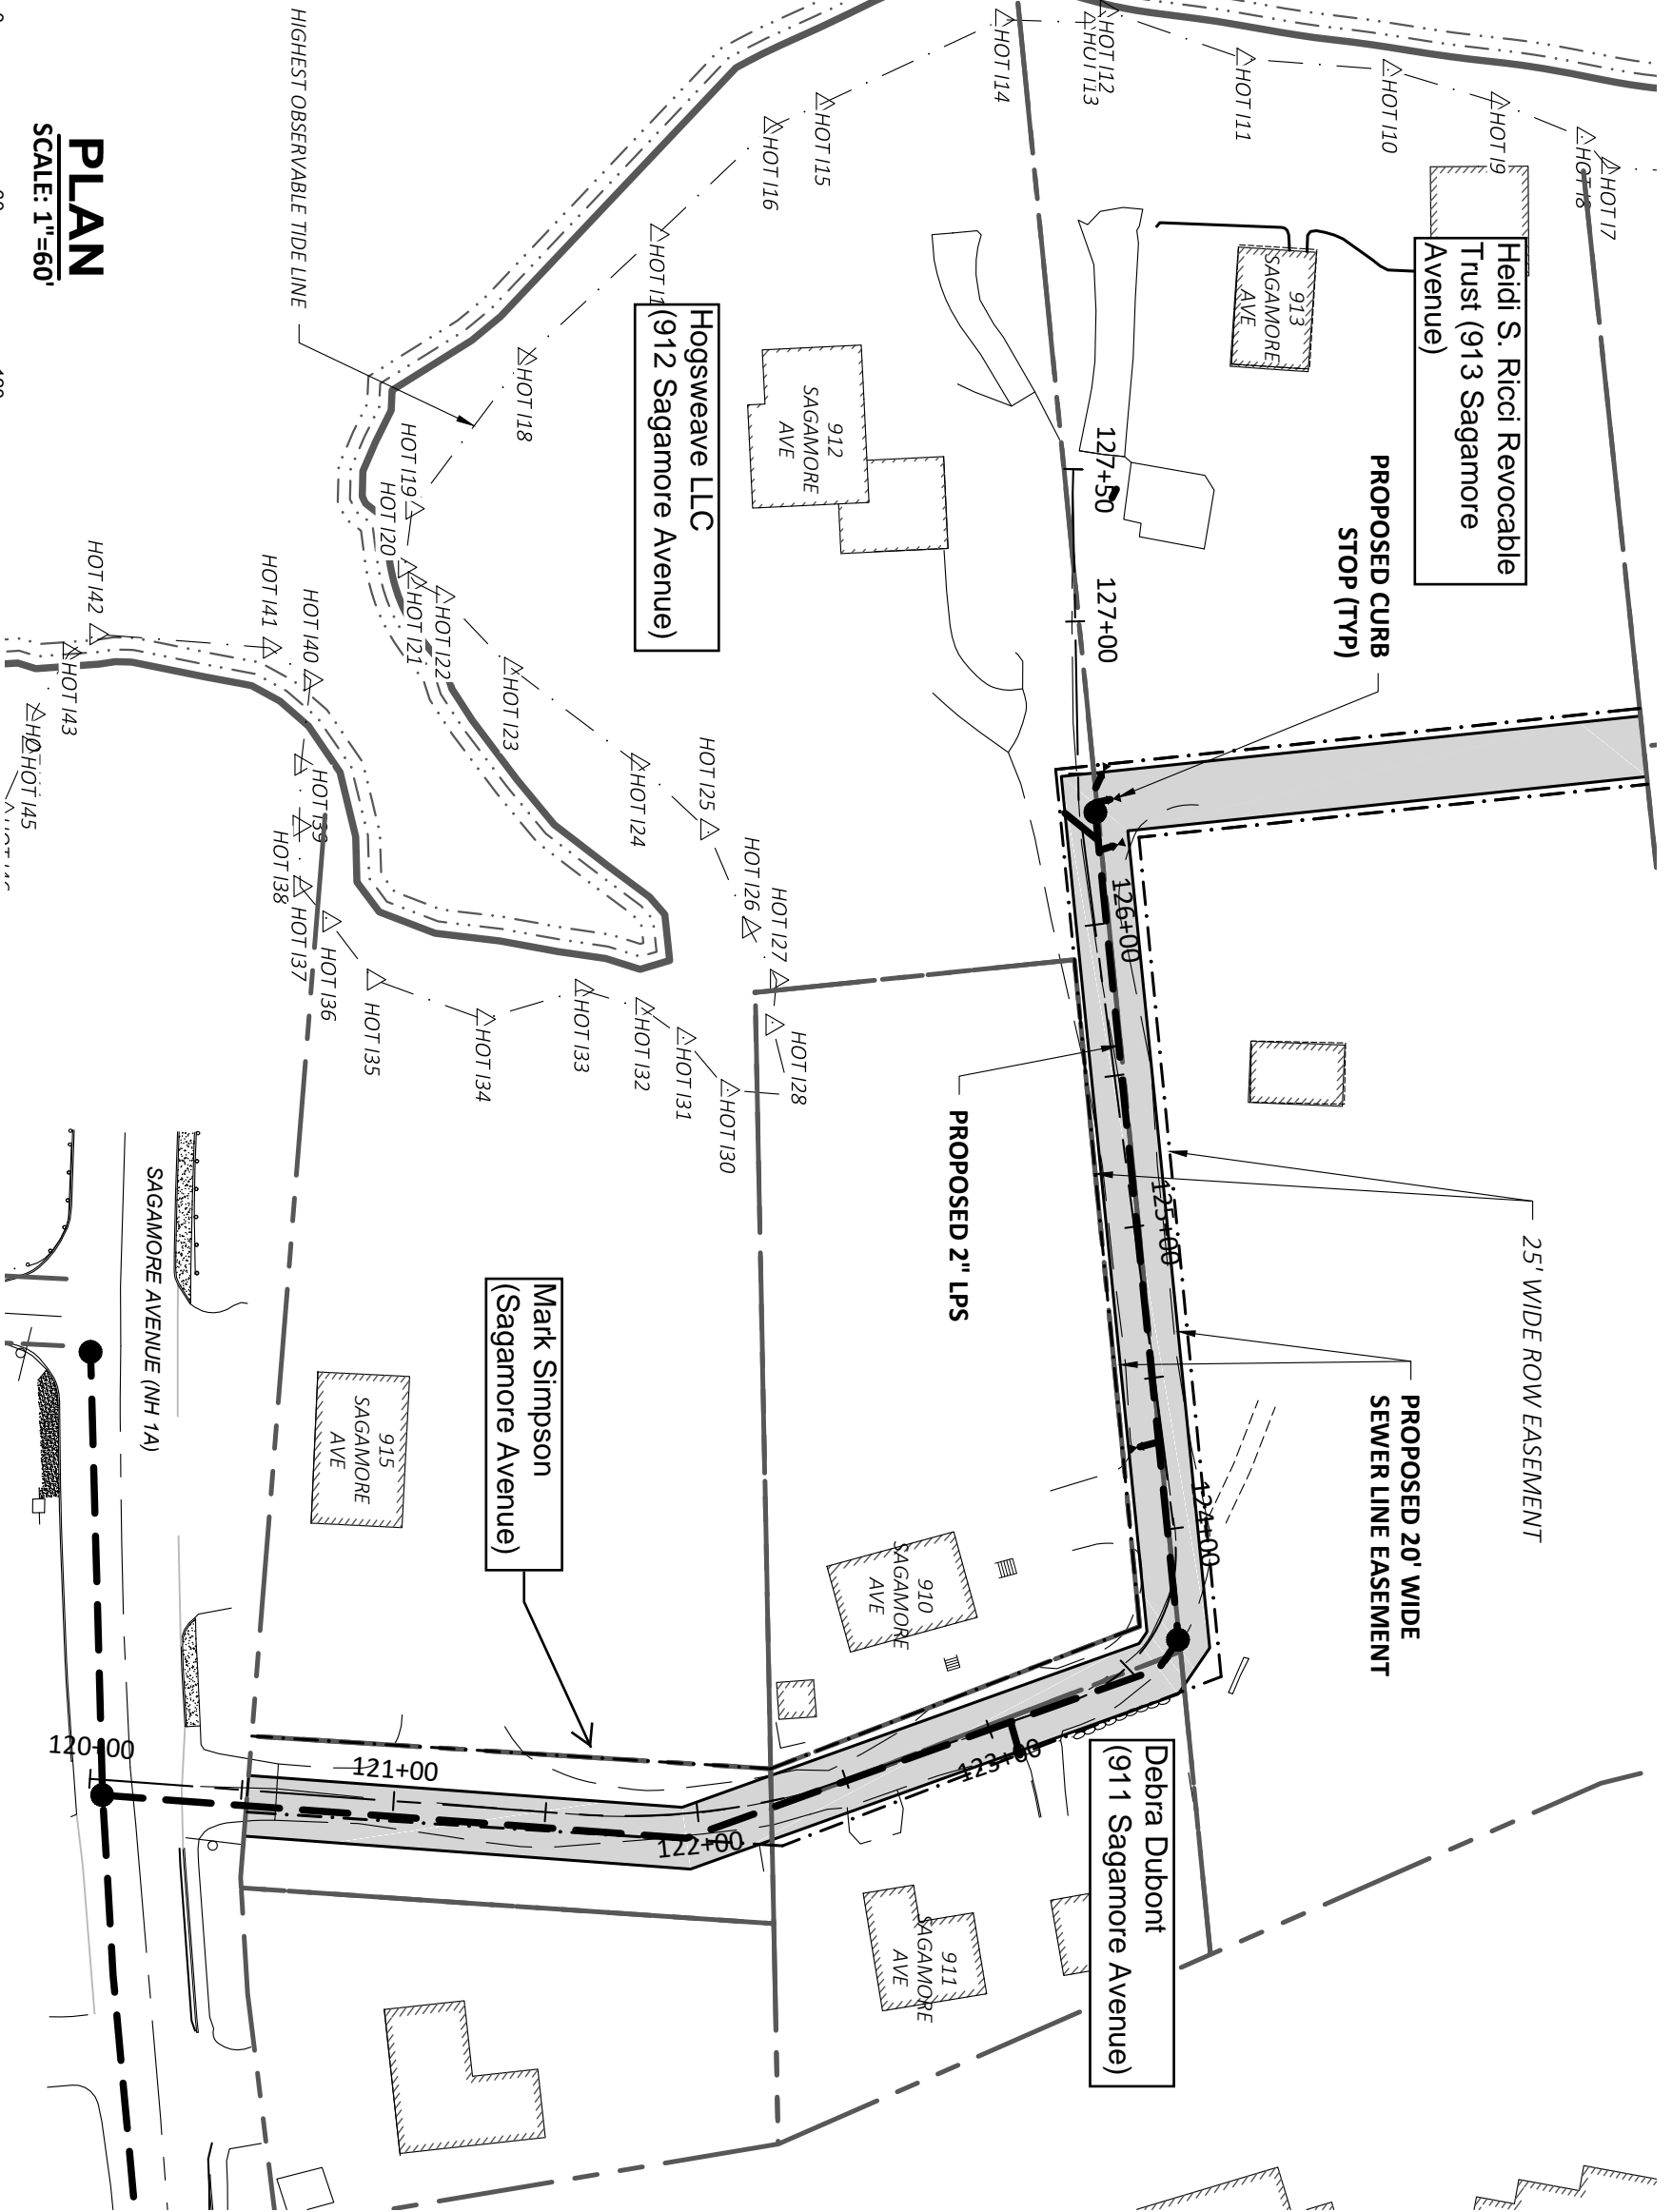 Heidi S. Ricci Revocable
Trust (913 Sagamore
Avenue)
HOT I7
HOT I8
HOT I9
HOT I10
HOT I11
HOT I12
HOT I13
HOT I14
HOT I15
HOT I16
HOT I18
913
SAGAMORE
AVE
PROPOSED CURB
STOP (TYP)
127+50
127+00
912
SAGAMORE
AVE
Hogsweave LLC
(912 Sagamore Avenue)
HIGHEST OBSERVABLE TIDE LINE
HOT I19
HOT I20
HOT I21
HOT I22
HOT I23
HOT I24
HOT I25
HOT I26
HOT I27
HOT I28
HOT I30
HOT I31
HOT I32
HOT I33
HOT I34
HOT I35
HOT I36
HOT I37
HOT I38
HOT I39
HOT I40
HOT I41
HOT I42
HOT I43
HOT I45
PLAN
SCALE: 1"=60'
126+00
125+00
124+00
25' WIDE ROW EASEMENT
PROPOSED 20' WIDE
SEWER LINE EASEMENT
PROPOSED 2" LPS
Mark Simpson
(Sagamore Avenue)
SAGAMORE AVENUE (NH 1A)
915
SAGAMORE
AVE
910
SAGAMORE
AVE
Debra Dubont
(911 Sagamore Avenue)
123+00
122+00
121+00
120+00
911
SAGAMORE
AVE